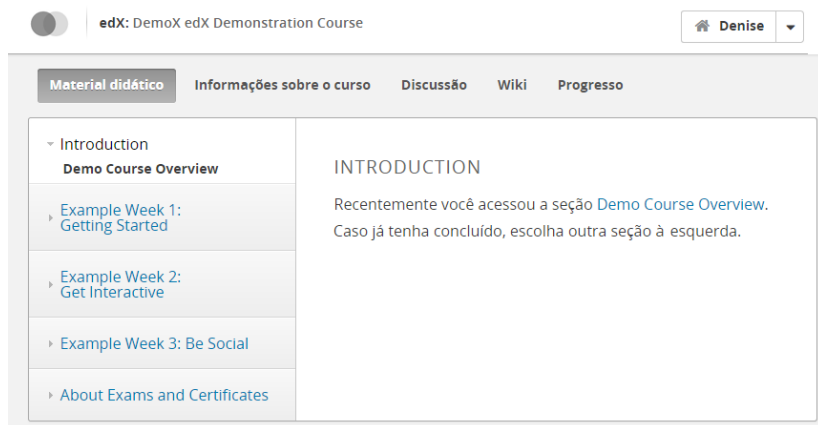 edX: DemoX edX Demonstration Course
Denise
Material didático Informações sobre o curso Discussão Wiki Progresso
Introduction
Demo Course Overview
Example Week 1:
Getting Started
Example Week 2:
Get Interactive
Example Week 3: Be Social
About Exams and Certificates
INTRODUCTION
Recentemente você acessou a seção Demo Course Overview.
Caso já tenha concluído, escolha outra seção à esquerda.